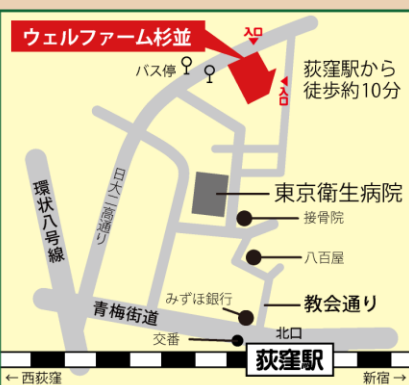 ウェルファーム杉並
入口
バス停
入口
荻窪駅から
徒歩約10分
日大二高通り
環状八号線
東京衛生病院
接骨院
八百屋
みずほ銀行
教会通り
青梅街道
交番
北口
荻窪駅
←西荻窪
新宿→